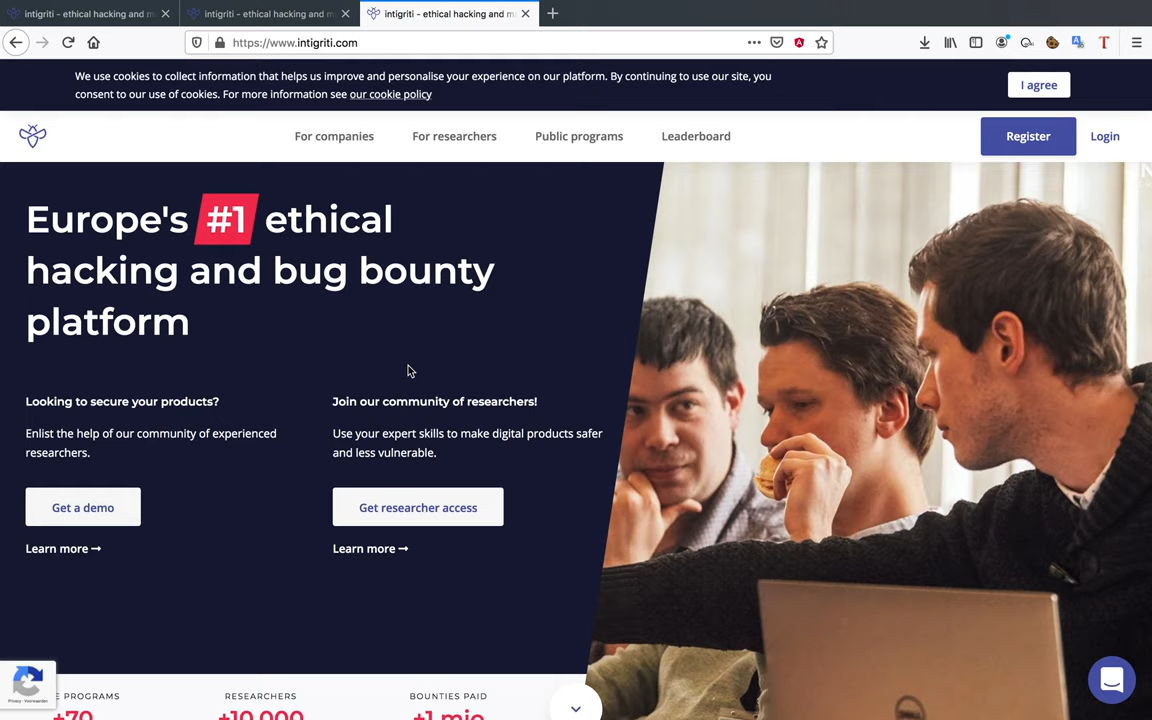 intigriti - ethical hacking and m
intigriti - ethical hacking and m
intigriti - ethical hacking and m
https://www.intigriti.com
We use cookies to collect information that helps us improve and personalise your experience on our platform. By continuing to use our site, you
consent to our use of cookies. For more information see our cookie policy
I agree
For companies
For researchers
Public programs
Leaderboard
Register
Login
Europe's #1 ethical
hacking and bug bounty
platform
Looking to secure your products?
Enlist the help of our community of experienced
researchers.
Get a demo
Learn more →
Join our community of researchers!
Use your expert skills to make digital products safer
and less vulnerable.
Get researcher access
Learn more →
PROGRAMS
RESEARCHERS
BOUNTIES PAID
+70
+10 000
+1 mio
Privacy - Voorwaarden